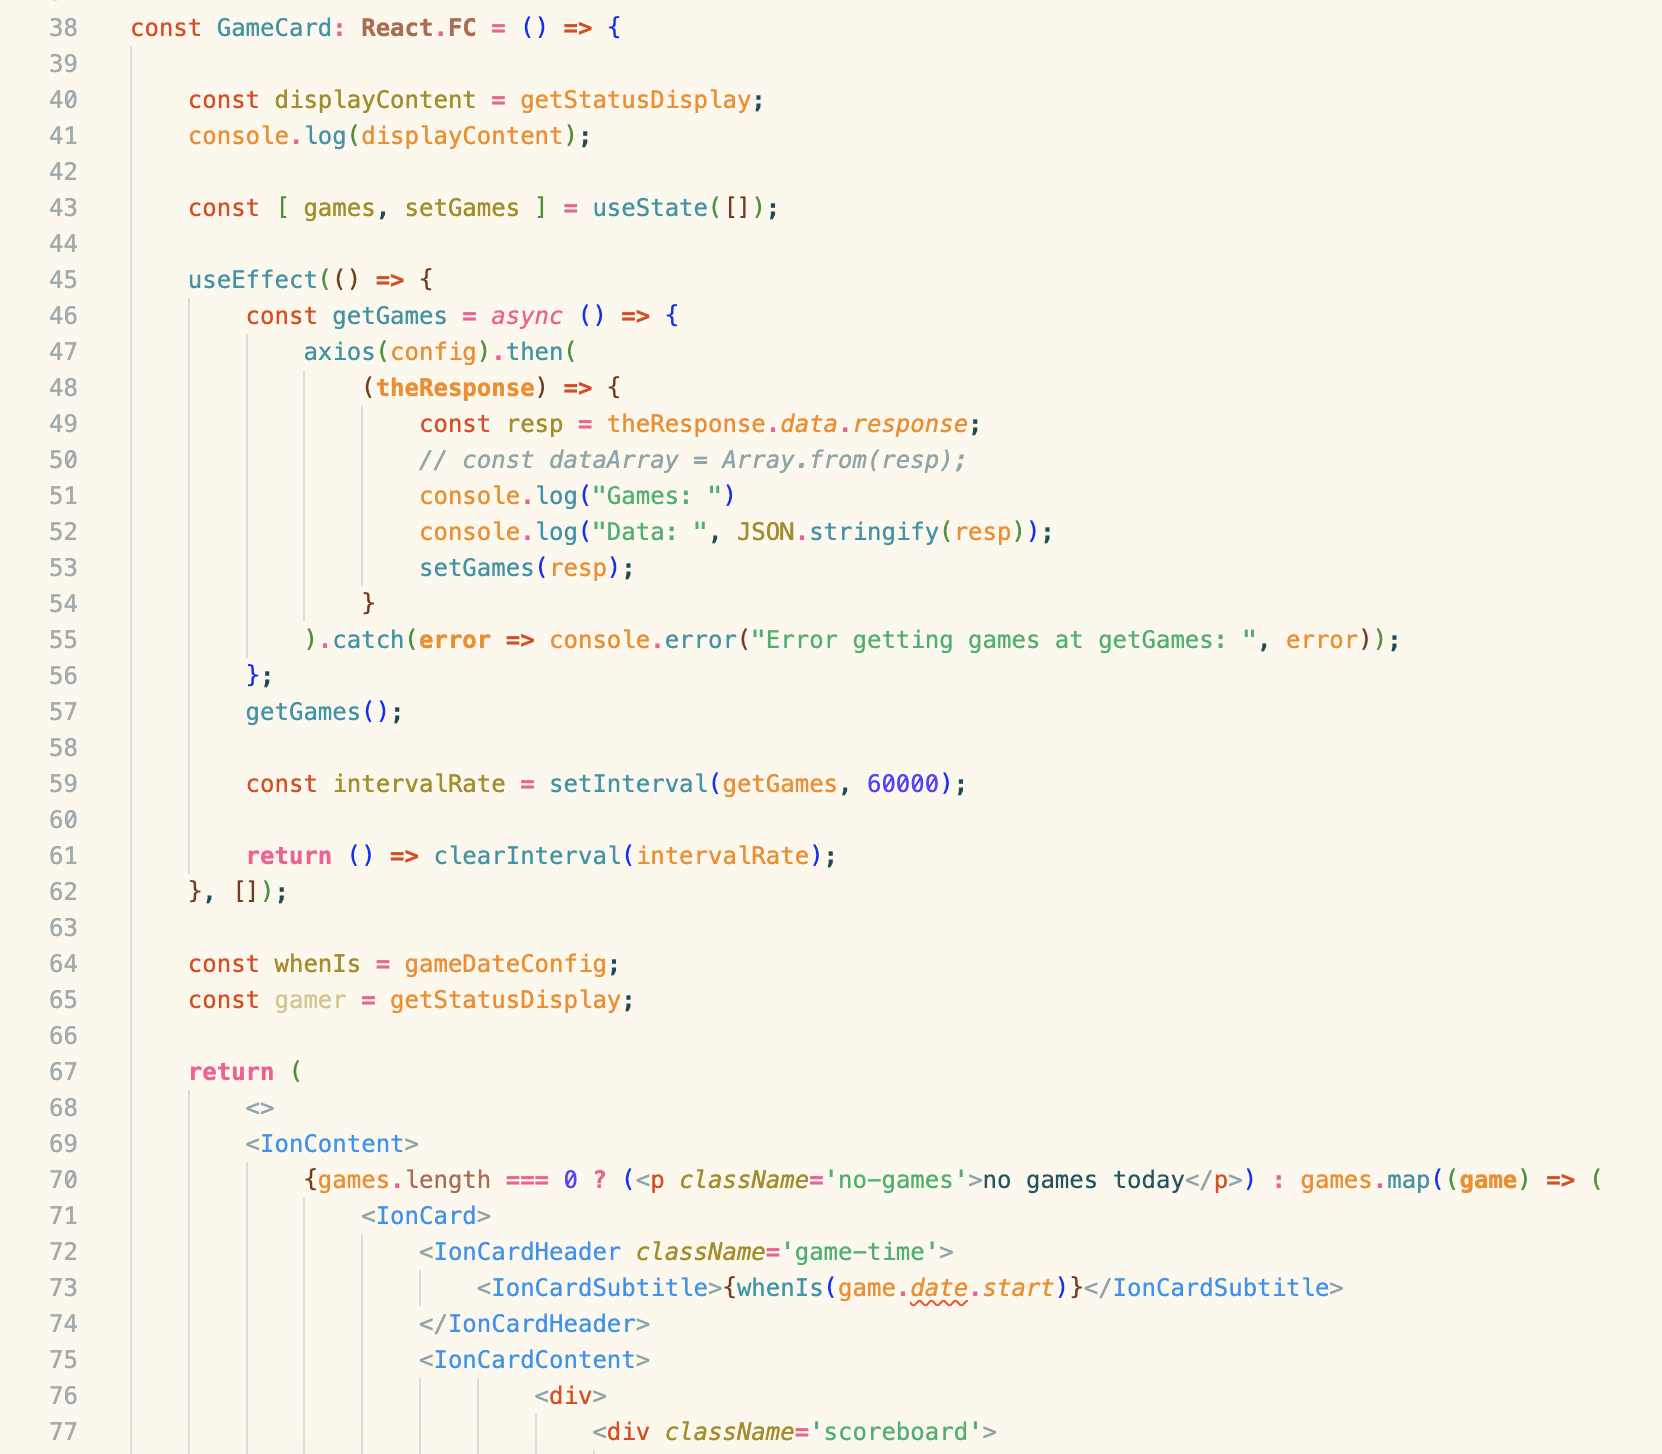 38 const GameCard: React.FC = () => {
39
40 const displayContent = getStatusDisplay;
41 console.log(displayContent);
42
43 const [ games, setGames ] = useState([]);
44
45 useEffect(() => {
46 const getGames = async () => {
47 axios(config).then(
48 (theResponse) => {
49 const resp = theResponse.data.response;
50 // const dataArray = Array.from(resp);
51 console.log("Games: ")
52 console.log("Data: ", JSON.stringify(resp));
53 setGames(resp);
54 }
55 ).catch(error => console.error("Error getting games at getGames: ", error));
56 };
57 getGames();
58
59 const intervalRate = setInterval(getGames, 60000);
60
61 return () => clearInterval(intervalRate);
62 }, []);
63
64 const whenIs = gameDateConfig;
65 const gamer = getStatusDisplay;
66
67 return (
68 <>
69 <IonContent>
70 {games.length === 0 ? (<p className='no-games'>no games today</p>) : games.map((game) => (
71 <IonCard>
72 <IonCardHeader className='game-time'>
73 <IonCardSubtitle>{whenIs(game.date.start)}</IonCardSubtitle>
74 </IonCardHeader>
75 <IonCardContent>
76 <div>
77 <div className='scoreboard'>